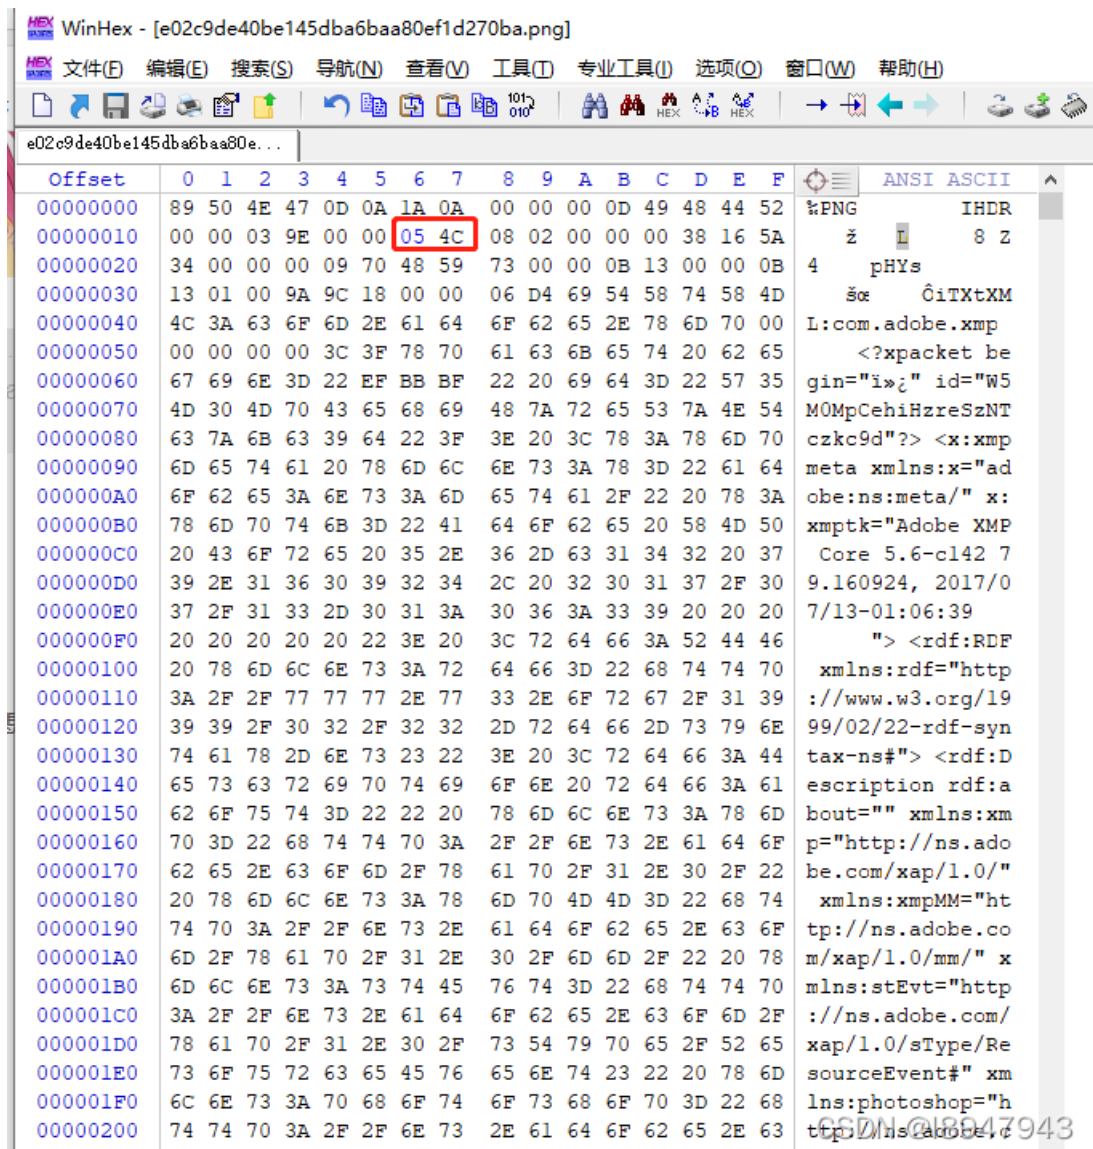 WinHex - [e02c9de40be145dba6baa80ef1d270ba.png]
文件(F) 编辑(E) 搜索(S) 导航(N) 查看(V) 工具(T) 专业工具(I) 选项(O) 窗口(W) 帮助(H)
e02c9de40be145dba6baa80e...
Offset 0 1 2 3 4 5 6 7 8 9 A B C D E F ANSI ASCII
00000000 89 50 4E 47 0D 0A 1A 0A 00 00 00 0D 49 48 44 52 ‰PNG IHDR
00000010 00 00 03 9E 00 00 05 4C 08 02 00 00 00 38 16 5A ž L 8 Z
00000020 34 00 00 00 09 70 48 59 73 00 00 0B 13 00 00 0B 4 pHYs
00000030 13 01 00 9A 9C 18 00 00 06 D4 69 54 58 74 58 4D šœ ÔiTXtXM
00000040 4C 3A 63 6F 6D 2E 61 64 6F 62 65 2E 78 6D 70 00 L:com.adobe.xmp
00000050 00 00 00 00 3C 3F 78 70 61 63 6B 65 74 20 62 65 <?xpacket be
00000060 67 69 6E 3D 22 EF BB BF 22 20 69 64 3D 22 57 35 gin="ï»¿" id="W5
00000070 4D 30 4D 70 43 65 68 69 48 7A 72 65 53 7A 4E 54 M0MpCehiHzreSzNT
00000080 63 7A 6B 63 39 64 22 3F 3E 20 3C 78 3A 78 6D 70 czkc9d"?> <x:xmp
00000090 6D 65 74 61 20 78 6D 6C 6E 73 3A 78 3D 22 61 64 meta xmlns:x="ad
000000A0 6F 62 65 3A 6E 73 3A 6D 65 74 61 2F 22 20 78 3A obe:ns:meta/" x:
000000B0 78 6D 70 74 6B 3D 22 41 64 6F 62 65 20 58 4D 50 xmptk="Adobe XMP
000000C0 20 43 6F 72 65 20 35 2E 36 2D 63 31 34 32 20 37 Core 5.6-c142 7
000000D0 39 2E 31 36 30 39 32 34 2C 20 32 30 31 37 2F 30 9.160924, 2017/0
000000E0 37 2F 31 33 2D 30 31 3A 30 36 3A 33 39 20 20 20 7/13-01:06:39
000000F0 20 20 20 20 20 22 3E 20 3C 72 64 66 3A 52 44 46 "> <rdf:RDF
00000100 20 78 6D 6C 6E 73 3A 72 64 66 3D 22 68 74 74 70 xmlns:rdf="http
00000110 3A 2F 2F 77 77 77 2E 77 33 2E 6F 72 67 2F 31 39 ://www.w3.org/19
00000120 39 39 2F 30 32 2F 32 32 2D 72 64 66 2D 73 79 6E 99/02/22-rdf-syn
00000130 74 61 78 2D 6E 73 23 22 3E 20 3C 72 64 66 3A 44 tax-ns#"> <rdf:D
00000140 65 73 63 72 69 70 74 69 6F 6E 20 72 64 66 3A 61 escription rdf:a
00000150 62 6F 75 74 3D 22 22 20 78 6D 6C 6E 73 3A 78 6D bout="" xmlns:xm
00000160 70 3D 22 68 74 74 70 3A 2F 2F 6E 73 2E 61 64 6F p="http://ns.ado
00000170 62 65 2E 63 6F 6D 2F 78 61 70 2F 31 2E 30 2F 22 be.com/xap/1.0/"
00000180 20 78 6D 6C 6E 73 3A 78 6D 70 4D 4D 3D 22 68 74 xmlns:xmpMM="ht
00000190 74 70 3A 2F 2F 6E 73 2E 61 64 6F 62 65 2E 63 6F tp://ns.adobe.co
000001A0 6D 2F 78 61 70 2F 31 2E 30 2F 6D 6D 2F 22 20 78 m/xap/1.0/mm/" x
000001B0 6D 6C 6E 73 3A 73 74 45 76 74 3D 22 68 74 74 70 mlns:stEvt="http
000001C0 3A 2F 2F 6E 73 2E 61 64 6F 62 65 2E 63 6F 6D 2F ://ns.adobe.com/
000001D0 78 61 70 2F 31 2E 30 2F 73 54 79 70 65 2F 52 65 xap/1.0/sType/Re
000001E0 73 6F 75 72 63 65 45 76 65 6E 74 23 22 20 78 6D sourceEvent#" xm
000001F0 6C 6E 73 3A 70 68 6F 74 6F 73 68 6F 70 3D 22 68 lns:photoshop="h
00000200 74 74 70 3A 2F 2F 6E 73 2E 61 64 6F 62 65 2E 63 ttp://ns.adobe.c
CSDN @l8947943